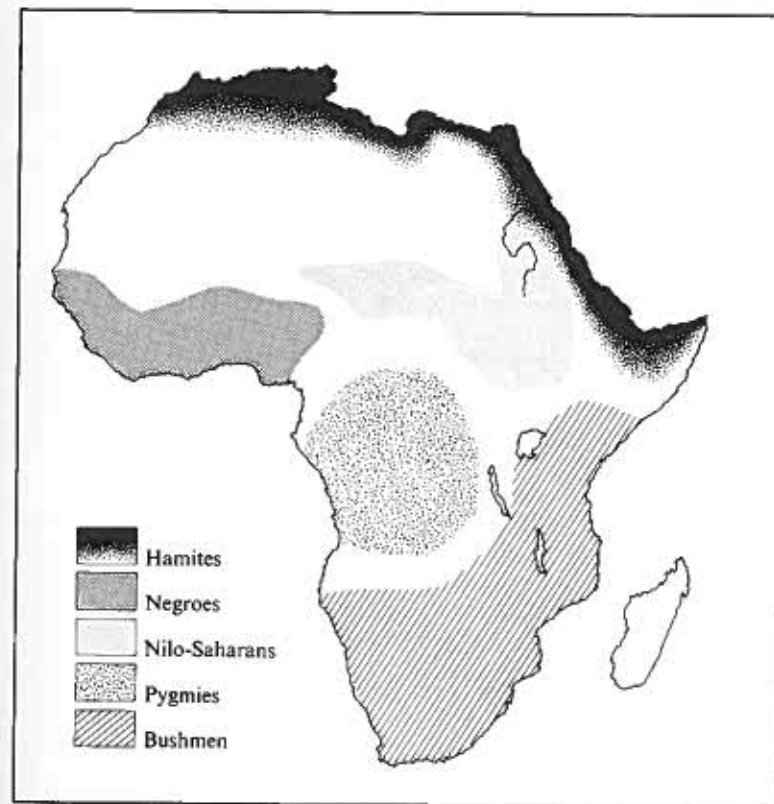 Hamites
Negroes
Nilo-Saharans
Pygmies
Bushmen